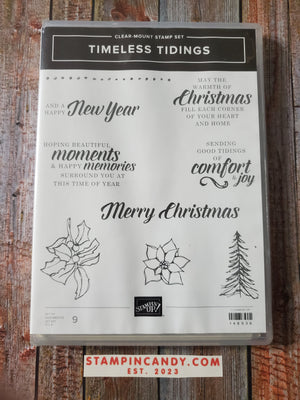 CLEAR-MOUNT STAMP SET
TIMELESS TIDINGS
AND A
HAPPY New Year
MAY THE
WARMTH OF
Christmas
FILL EACH CORNER
OF YOUR HEART
AND HOME
HOPING BEAUTIFUL
moments
& HAPPY memories
SURROUND YOU AT
THIS TIME OF YEAR
SENDING
GOOD TIDINGS
OF
comfort
& joy
Merry Christmas
9
STAMPIN' UP!
STAMPINCANDY.COM
EST. 2023